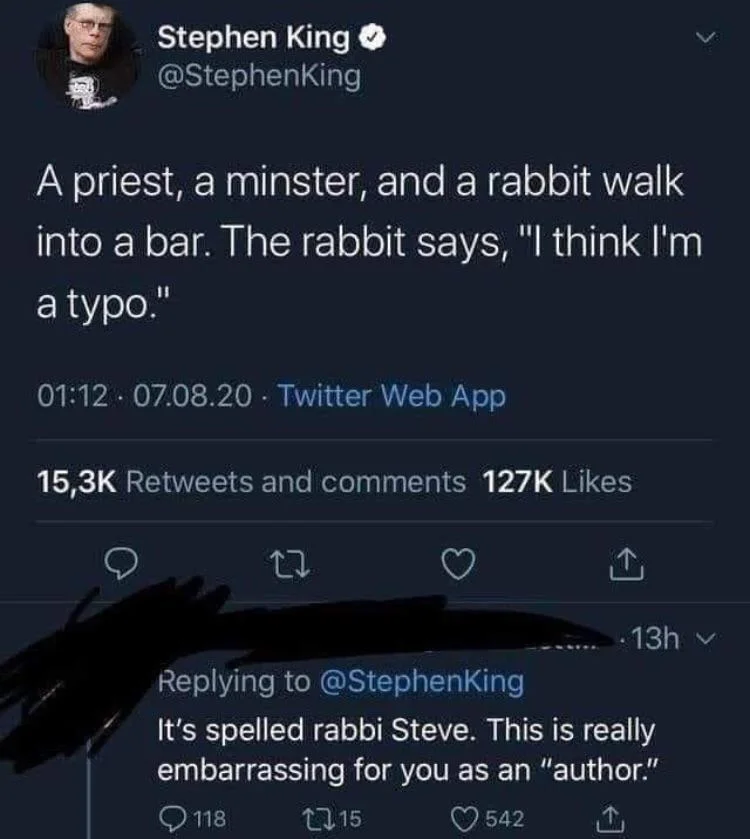 Stephen King
@StephenKing
A priest, a minster, and a rabbit walk
into a bar. The rabbit says, "I think I'm
a typo."
01:12 · 07.08.20 · Twitter Web App
15,3K Retweets and comments 127K Likes
· 13h
Replying to @StephenKing
It's spelled rabbi Steve. This is really
embarrassing for you as an “author.”
118 15 542